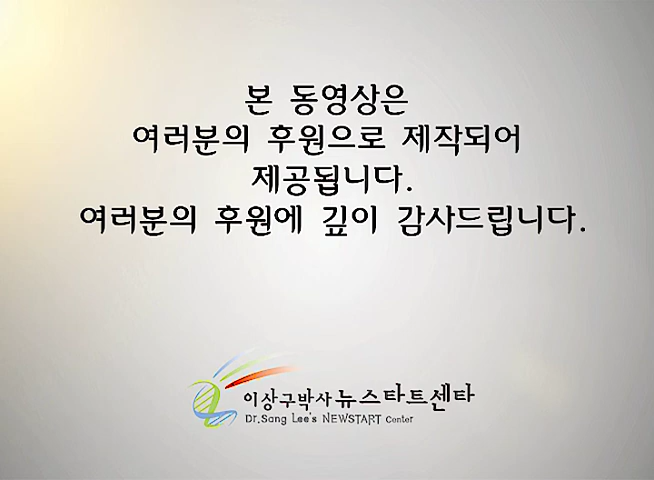 본 동영상은
여러분의 후원으로 제작되어
제공됩니다.
여러분의 후원에 깊이 감사드립니다.
이상구박사 뉴스타트센타
Dr.Sang Lee's NEWSTART Center